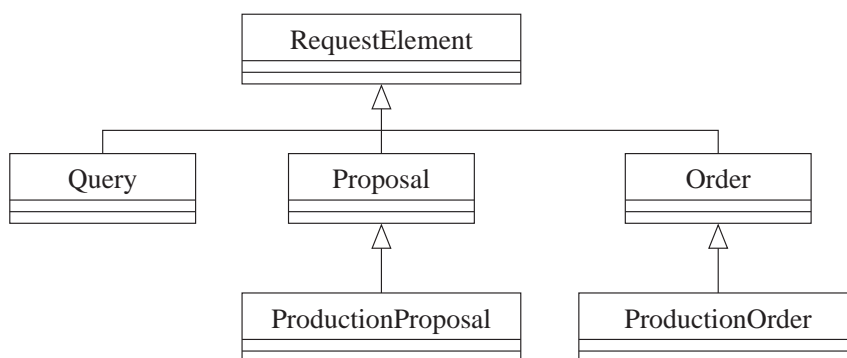 RequestElement
Query
Proposal
Order
ProductionProposal
ProductionOrder